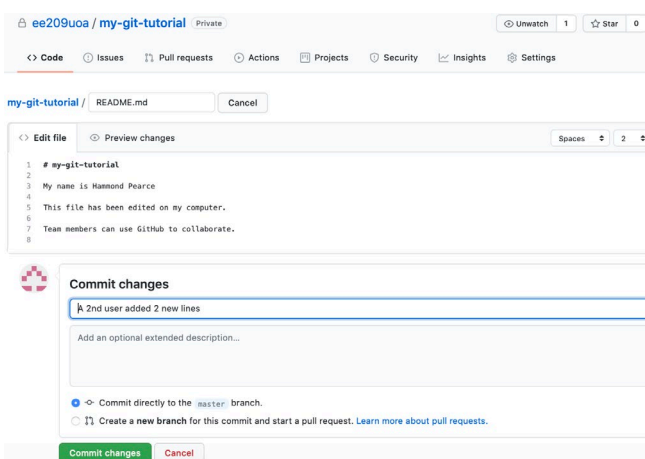 ee209uoa / my-git-tutorial Private
Unwatch 1 Star 0
<> Code Issues Pull requests Actions Projects Security Insights Settings
my-git-tutorial / README.md Cancel
<> Edit file Preview changes Spaces 2
1 # my-git-tutorial
2
3 My name is Hammond Pearce
4
5 This file has been edited on my computer.
6
7 Team members can use GitHub to collaborate.
8
Commit changes
A 2nd user added 2 new lines
Add an optional extended description...
Commit directly to the master branch.
Create a new branch for this commit and start a pull request. Learn more about pull requests.
Commit changes Cancel